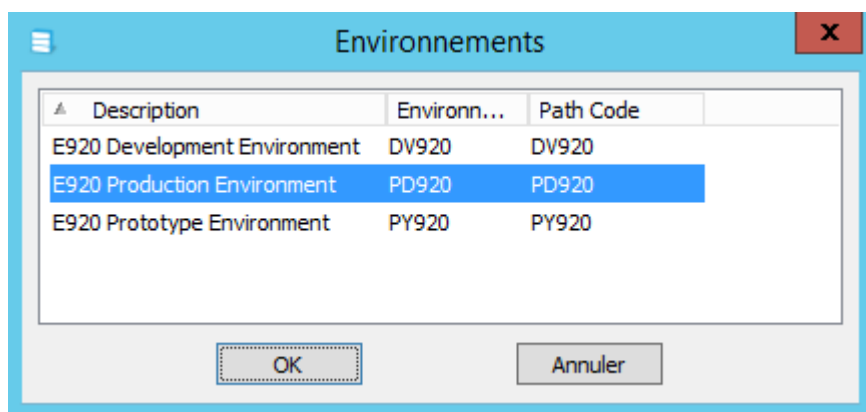 Environnements
x
Description Environn... Path Code
E920 Development Environment DV920 DV920
E920 Production Environment PD920 PD920
E920 Prototype Environment PY920 PY920
OK Annuler